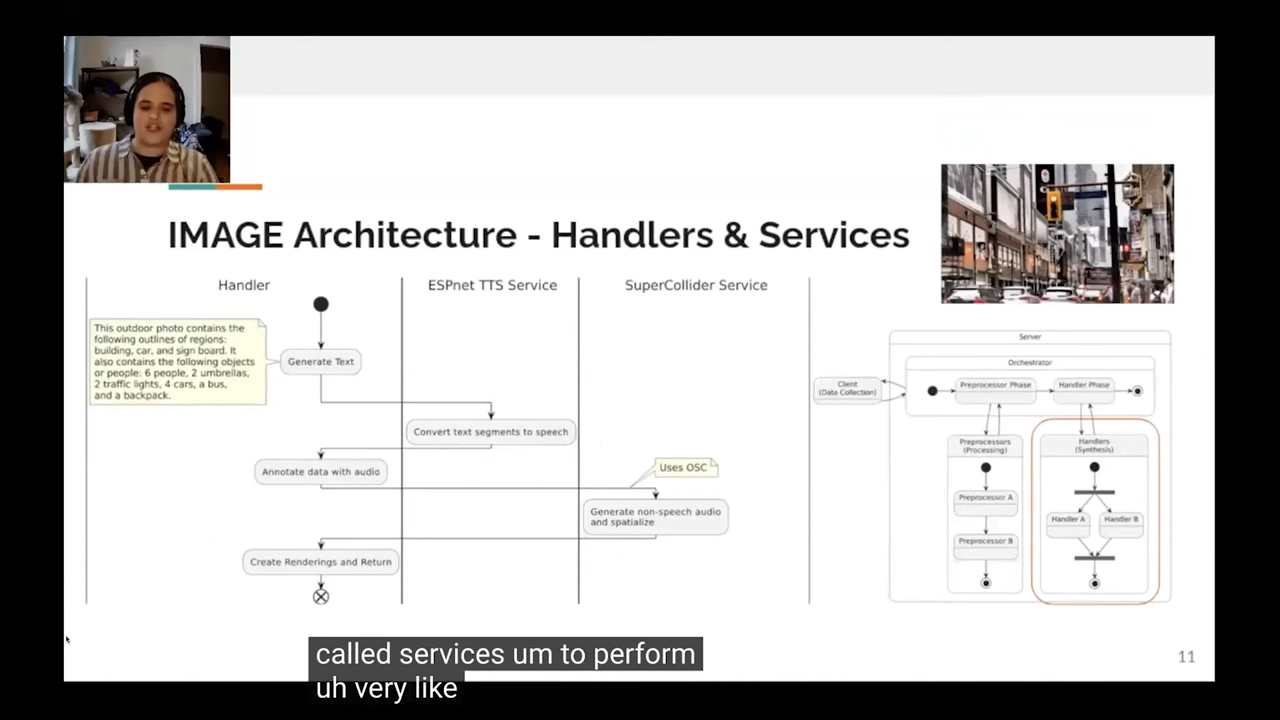 IMAGE Architecture - Handlers & Services
Handler
ESPnet TTS Service
SuperCollider Service
This outdoor photo contains the
following outlines of regions:
building, car, and sign board. It
also contains the following objects
or people: 6 people, 2 umbrellas,
2 traffic lights, 4 cars, a bus,
and a backpack.
Generate Text
Convert text segments to speech
Annotate data with audio
Uses OSC
Generate non-speech audio
and spatialize
Create Renderings and Return
Server
Orchestrator
Client
(Data Collection)
Preprocessor Phase
Handler Phase
Preprocessors
(Processing)
Preprocessor A
Preprocessor B
Handlers
(Synthesis)
Handler A
Handler B
called services um to perform
uh very like
11